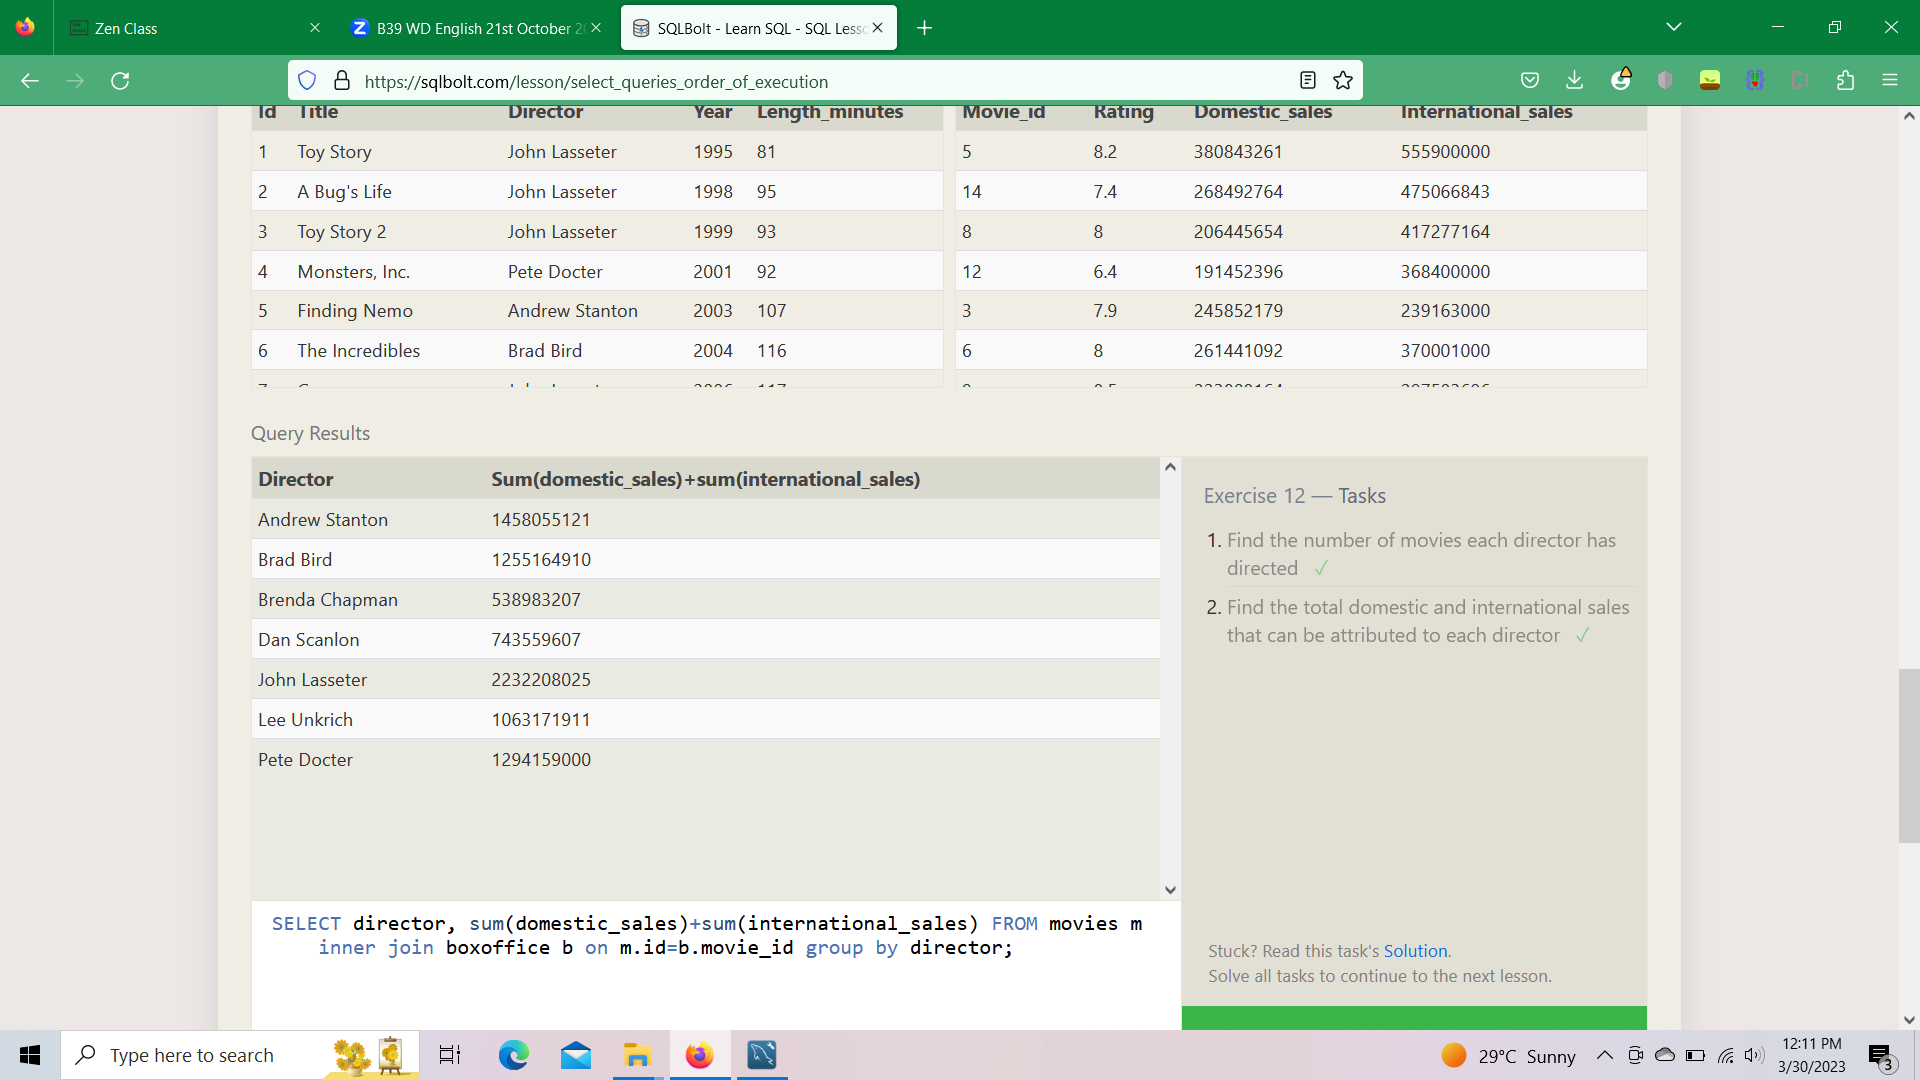 Zen Class
B39 WD English 21st October 2
SQLBolt - Learn SQL - SQL Less
https://sqlbolt.com/lesson/select_queries_order_of_execution
Id Title Director Year Length_minutes
1 Toy Story John Lasseter 1995 81
2 A Bug's Life John Lasseter 1998 95
3 Toy Story 2 John Lasseter 1999 93
4 Monsters, Inc. Pete Docter 2001 92
5 Finding Nemo Andrew Stanton 2003 107
6 The Incredibles Brad Bird 2004 116
Movie_id Rating Domestic_sales International_sales
5 8.2 380843261 555900000
14 7.4 268492764 475066843
8 8 206445654 417277164
12 6.4 191452396 368400000
3 7.9 245852179 239163000
6 8 261441092 370001000
Query Results
Director Sum(domestic_sales)+sum(international_sales)
Andrew Stanton 1458055121
Brad Bird 1255164910
Brenda Chapman 538983207
Dan Scanlon 743559607
John Lasseter 2232208025
Lee Unkrich 1063171911
Pete Docter 1294159000
Exercise 12 — Tasks
1. Find the number of movies each director has
directed ✓
2. Find the total domestic and international sales
that can be attributed to each director ✓
SELECT director, sum(domestic_sales)+sum(international_sales) FROM movies m
inner join boxoffice b on m.id=b.movie_id group by director;
Stuck? Read this task's Solution.
Solve all tasks to continue to the next lesson.
Type here to search
29°C Sunny
12:11 PM
3/30/2023
3